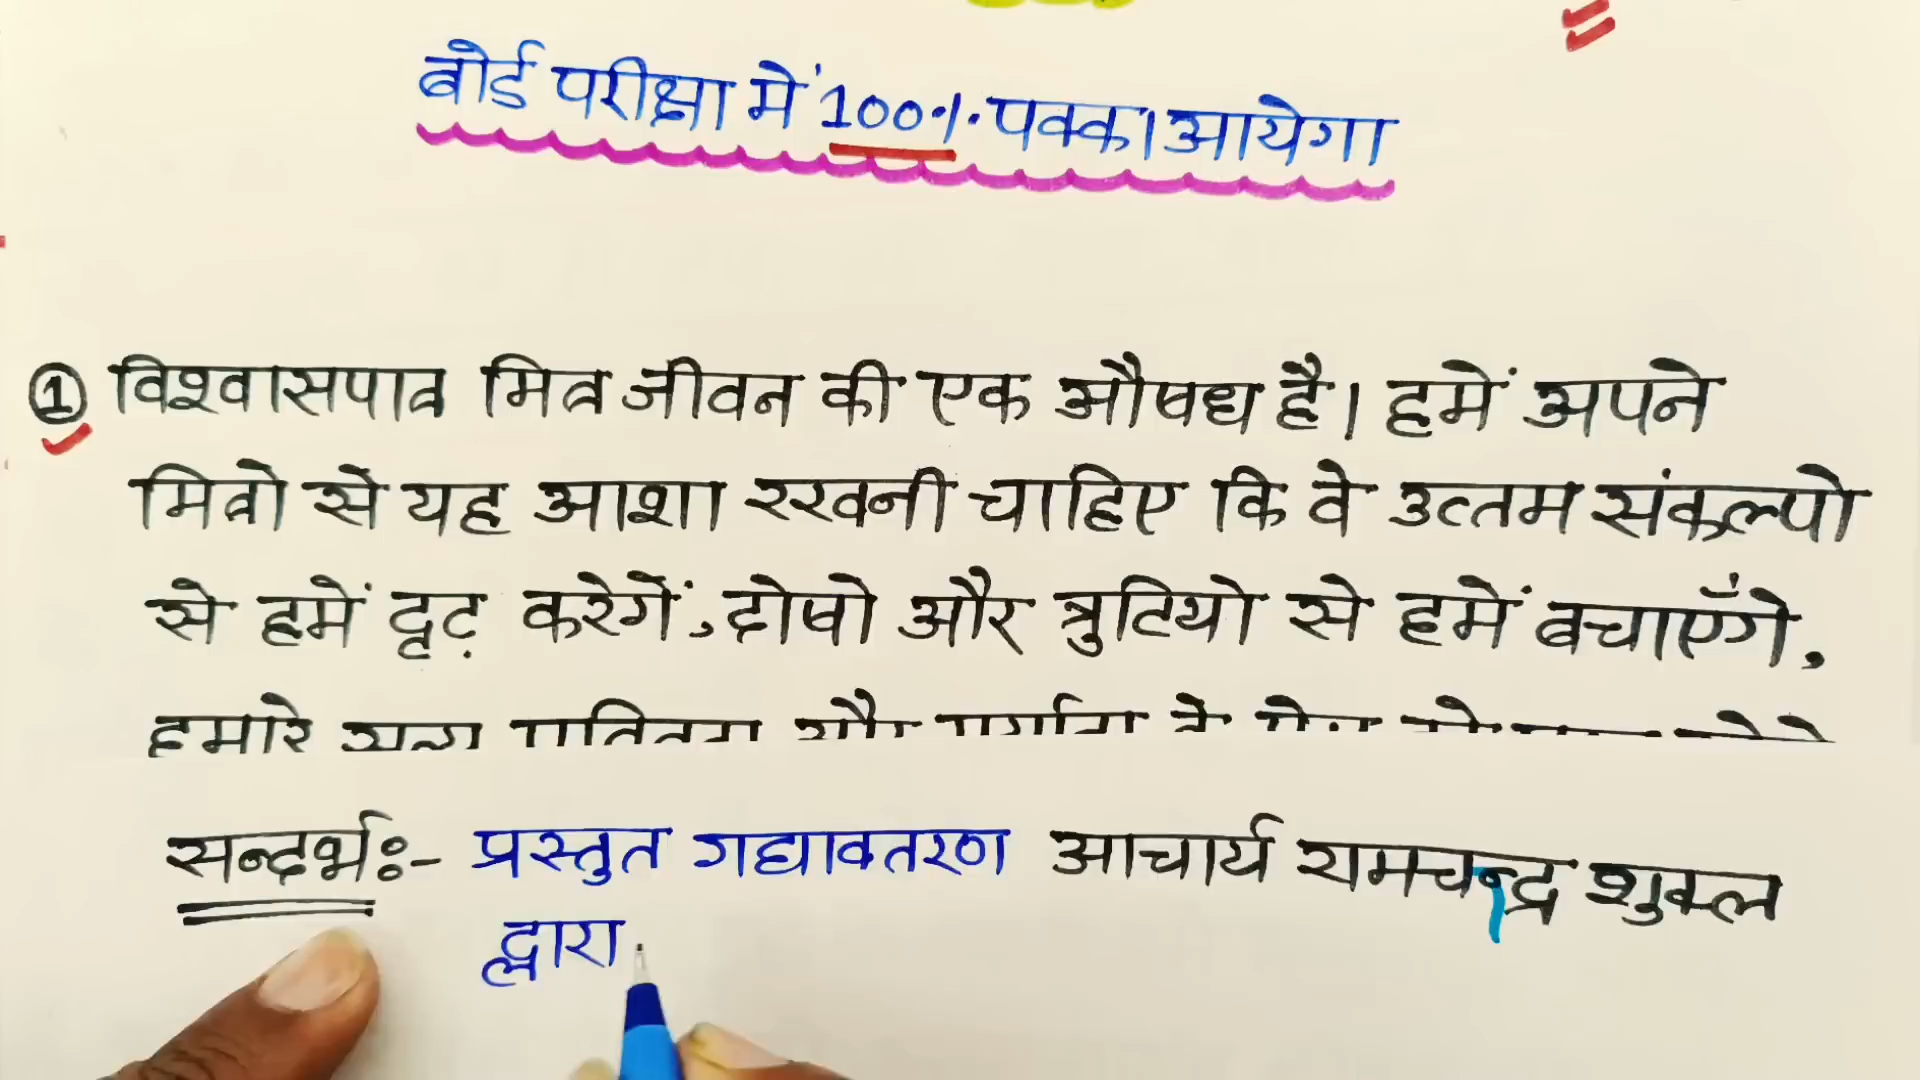 बोर्ड परीक्षा में 100% पक्का आयेगा
① विश्वासपात्र मित्र जीवन की एक औषध है। हमें अपने
मित्रो से यह आशा रखनी चाहिए कि वे उत्तम संकल्पो
से हमें दृढ़ करेगें, दोषो और त्रुटियो से हमें बचाएँगे,
हमारे
सन्दर्भः- प्रस्तुत गद्यावतरण आचार्य रामचन्द्र शुक्ल
द्वारा